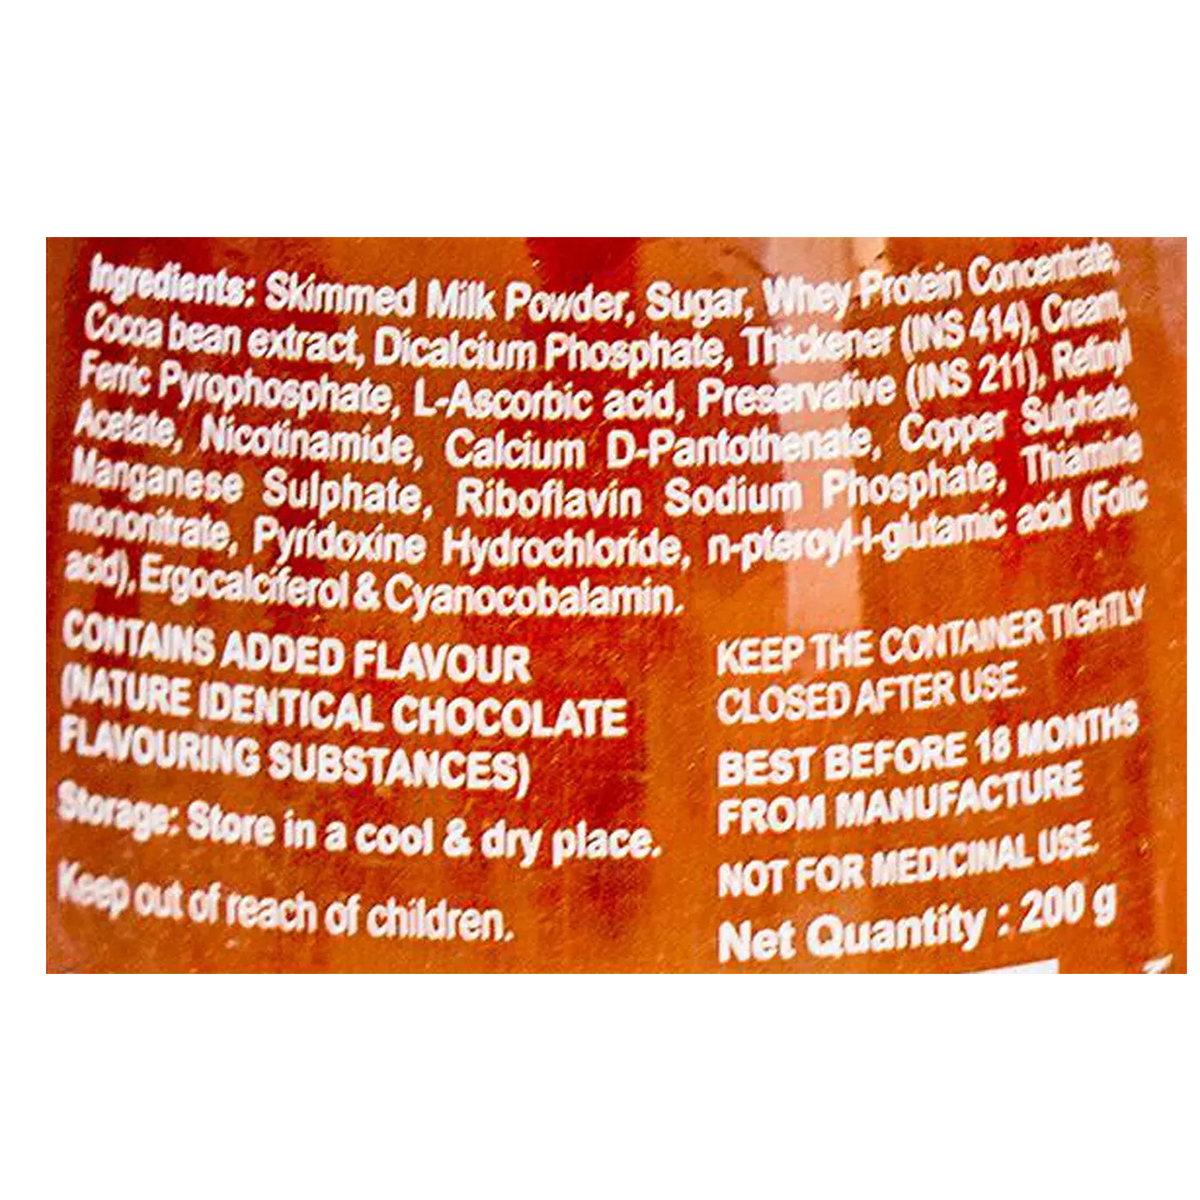 Ingredients: Skimmed Milk Powder, Sugar, Whey Protein Concentrate,
Cocoa bean extract, Dicalcium Phosphate, Thickener (INS 414), Cream,
Ferric Pyrophosphate, L-Ascorbic acid, Preservative (INS 211), Retinyl
Acetate, Nicotinamide, Calcium D-Pantothenate, Copper Sulphate,
Manganese Sulphate, Riboflavin Sodium Phosphate, Thiamine
mononitrate, Pyridoxine Hydrochloride, n-pteroyl-l-glutamic acid (Folic
acid), Ergocalciferol & Cyanocobalamin.
CONTAINS ADDED FLAVOUR
(NATURE IDENTICAL CHOCOLATE
FLAVOURING SUBSTANCES)
Storage: Store in a cool & dry place.
Keep out of reach of children.
KEEP THE CONTAINER TIGHTLY
CLOSED AFTER USE.
BEST BEFORE 18 MONTHS
FROM MANUFACTURE
NOT FOR MEDICINAL USE.
Net Quantity : 200 g